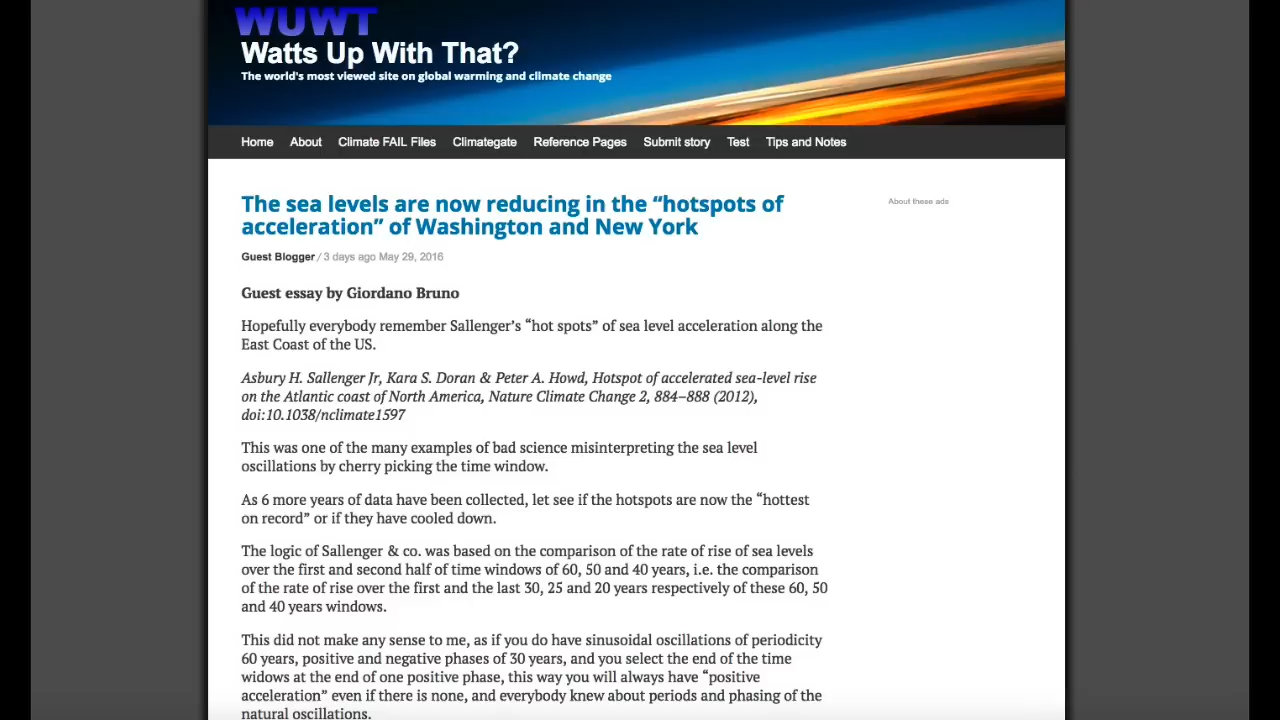 WUWT
Watts Up With That?
The world's most viewed site on global warming and climate change
Home About Climate FAIL Files Climategate Reference Pages Submit story Test Tips and Notes
The sea levels are now reducing in the “hotspots of
acceleration” of Washington and New York
About these ads
Guest Blogger / 3 days ago May 29, 2016
Guest essay by Giordano Bruno
Hopefully everybody remember Sallenger’s “hot spots” of sea level acceleration along the
East Coast of the US.
Asbury H. Sallenger Jr, Kara S. Doran & Peter A. Howd, Hotspot of accelerated sea-level rise
on the Atlantic coast of North America, Nature Climate Change 2, 884–888 (2012),
doi:10.1038/nclimate1597
This was one of the many examples of bad science misinterpreting the sea level
oscillations by cherry picking the time window.
As 6 more years of data have been collected, let see if the hotspots are now the “hottest
on record” or if they have cooled down.
The logic of Sallenger & co. was based on the comparison of the rate of rise of sea levels
over the first and second half of time windows of 60, 50 and 40 years, i.e. the comparison
of the rate of rise over the first and the last 30, 25 and 20 years respectively of these 60, 50
and 40 years windows.
This did not make any sense to me, as if you do have sinusoidal oscillations of periodicity
60 years, positive and negative phases of 30 years, and you select the end of the time
widows at the end of one positive phase, this way you will always have “positive
acceleration” even if there is none, and everybody knew about periods and phasing of the
natural oscillations.